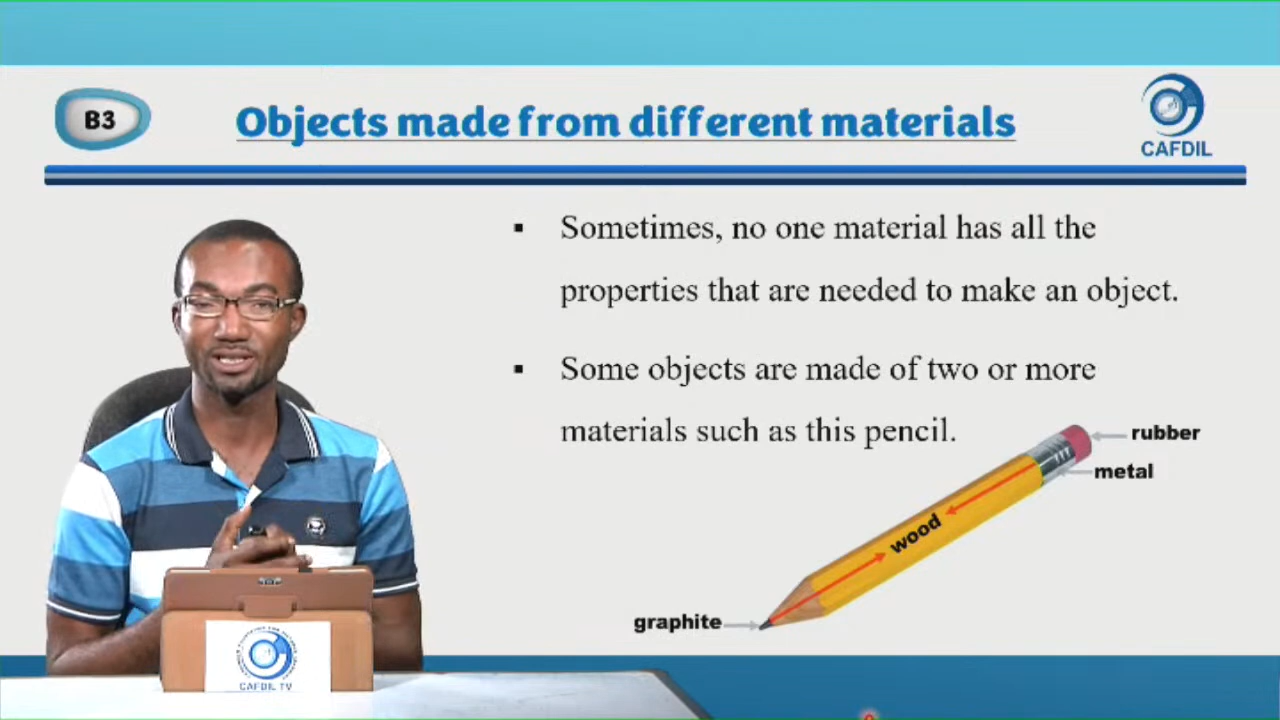 B3
Objects made from different materials
CAFDIL
▪ Sometimes, no one material has all the
properties that are needed to make an object.
▪ Some objects are made of two or more
materials such as this pencil.
rubber
metal
wood
graphite
CAFDIL TV